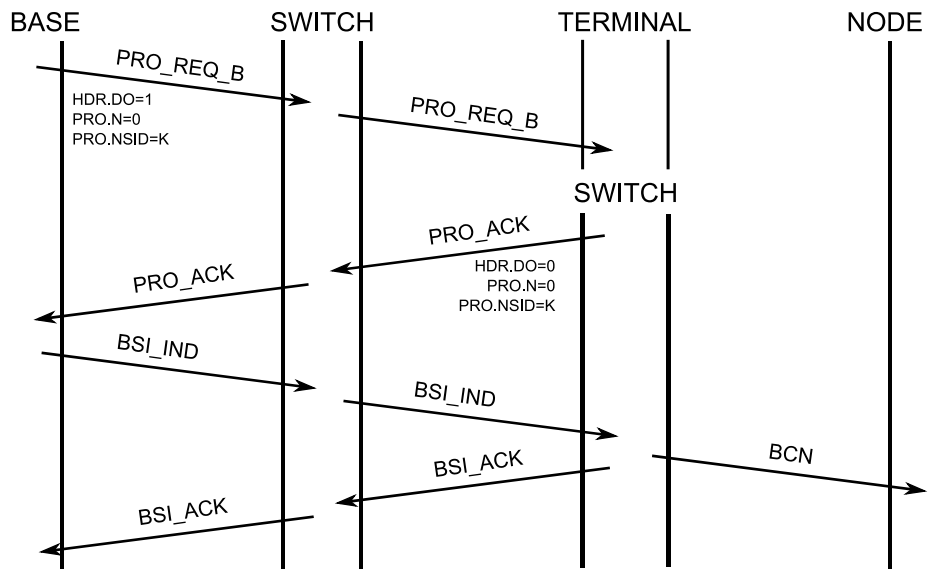 BASE
SWITCH
TERMINAL
NODE
PRO_REQ_B
HDR.DO=1
PRO.N=0
PRO.NSID=K
PRO_REQ_B
SWITCH
PRO_ACK
HDR.DO=0
PRO.N=0
PRO.NSID=K
PRO_ACK
BSI_IND
BSI_IND
BCN
BSI_ACK
BSI_ACK